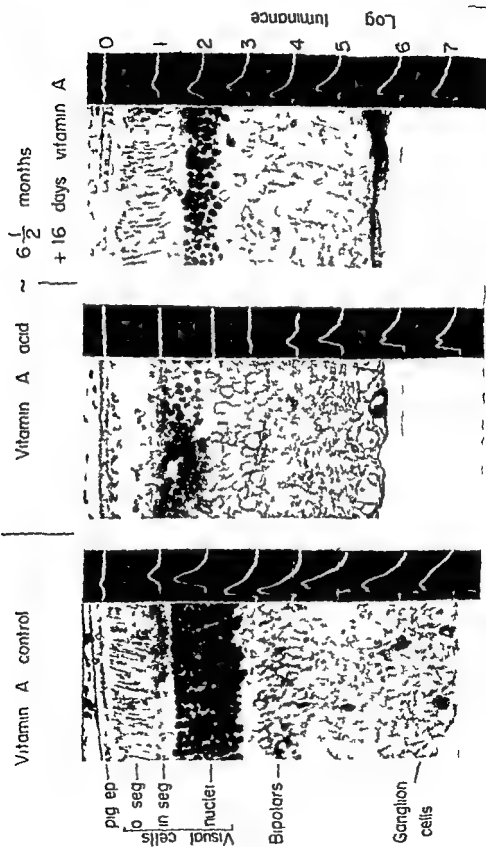 Vitamin A control
Vitamin A acid ~ 6 1/2 months
+ 16 days vitamin A
pig ep
o seg
in seg
nuclei
Visual cells
Bipolars
Ganglion
cells
0
1
2
3
4
5
6
7
Log
luminance